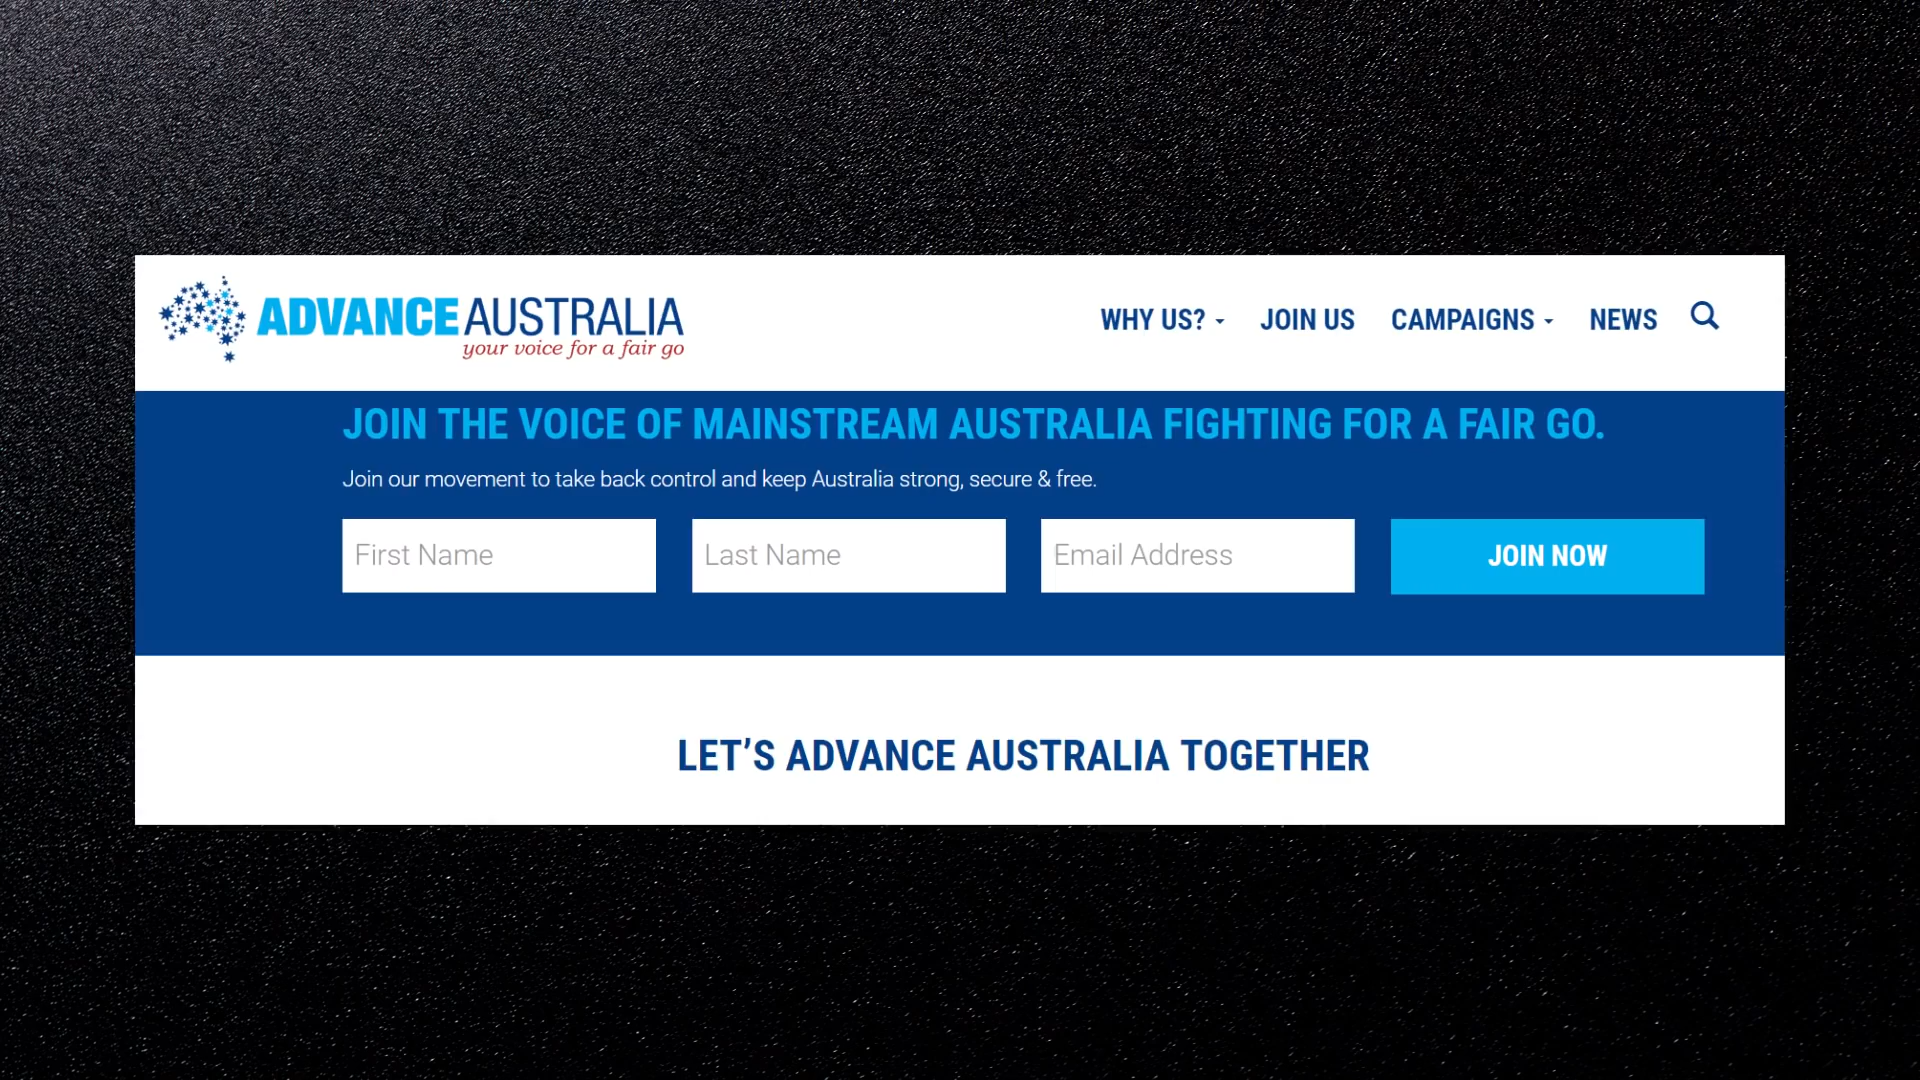 ADVANCE AUSTRALIA
your voice for a fair go
WHY US?
JOIN US
CAMPAIGNS
NEWS
JOIN THE VOICE OF MAINSTREAM AUSTRALIA FIGHTING FOR A FAIR GO.
Join our movement to take back control and keep Australia strong, secure & free.
First Name
Last Name
Email Address
JOIN NOW
LET’S ADVANCE AUSTRALIA TOGETHER